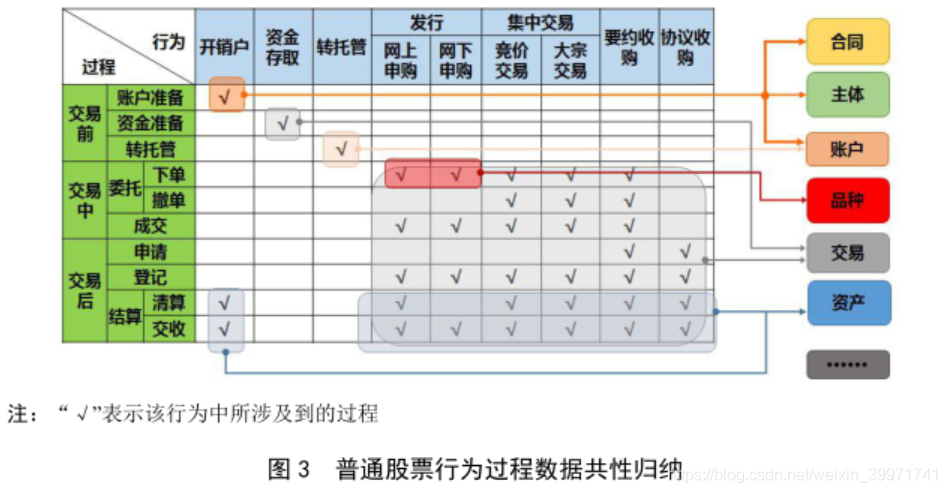 行为 开销户 资金存取 转托管 发行 集中交易 要约收购 协议收购
过程 网上申购 网下申购 竞价交易 大宗交易
交易前 账户准备 √
资金准备 √
转托管 √
交易中 委托 下单 √ √ √ √ √
撤单 √ √ √
成交 √ √ √ √ √
交易后 申请 √ √
登记 √ √ √ √ √ √
结算 清算 √ √ √ √ √ √
交收 √ √ √ √ √ √ √
合同
主体
账户
品种
交易
资产
••••••
注：“√”表示该行为中所涉及到的过程
图 3 普通股票行为过程数据共性归纳
https://blog.csdn.net/weixin_39971741